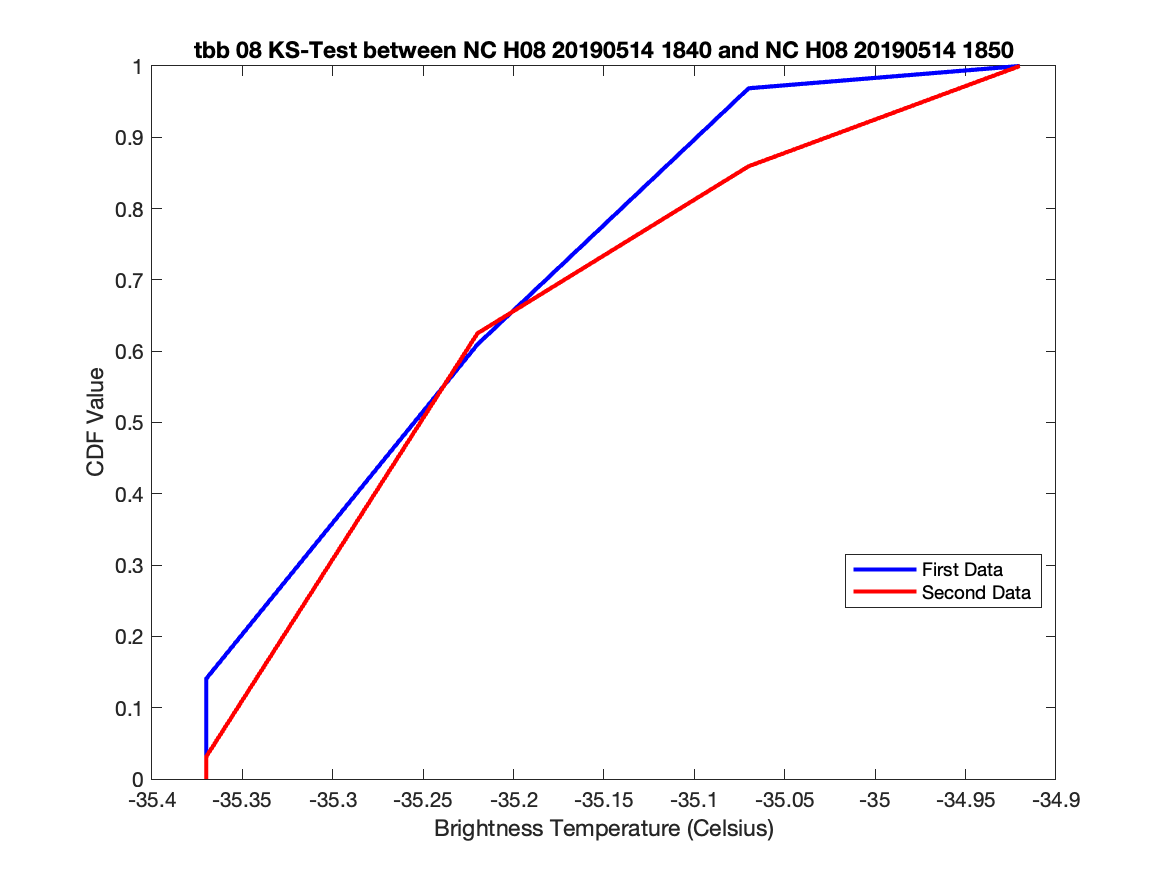 tbb 08 KS-Test between NC H08 20190514 1840 and NC H08 20190514 1850
1
0.9
0.8
0.7
0.6
0.5
0.4
0.3
0.2
0.1
0
CDF Value
First Data
Second Data
-35.4 -35.35 -35.3 -35.25 -35.2 -35.15 -35.1 -35.05 -35 -34.95 -34.9
Brightness Temperature (Celsius)